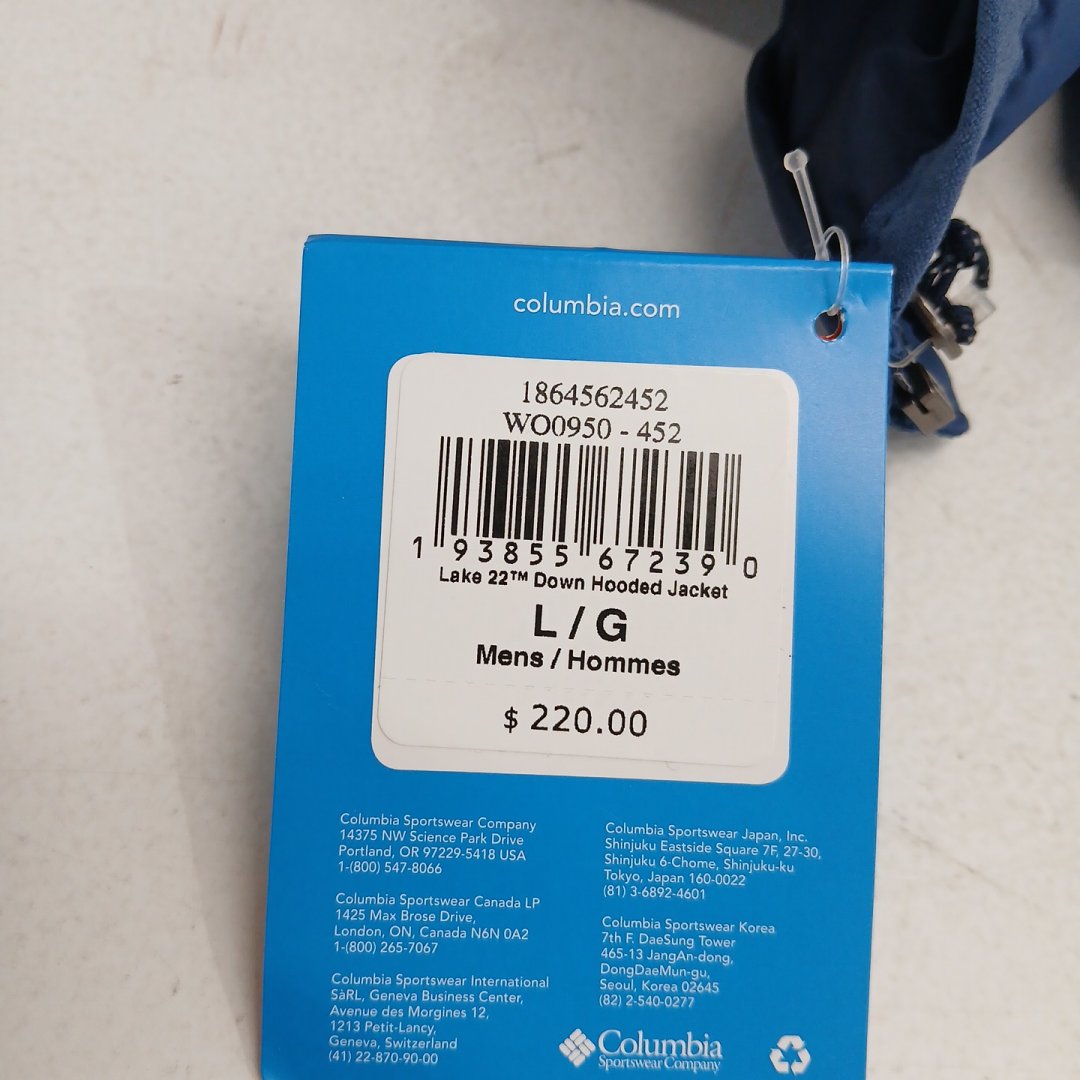 columbia.com
1864562452
WO0950 - 452
1 93855 67239 0
Lake 22™ Down Hooded Jacket
L / G
Mens / Hommes
$ 220.00
Columbia Sportswear Company
14375 NW Science Park Drive
Portland, OR 97229-5418 USA
1-(800) 547-8066
Columbia Sportswear Canada LP
1425 Max Brose Drive,
London, ON, Canada N6N 0A2
1-(800) 265-7067
Columbia Sportswear International
SàRL, Geneva Business Center,
Avenue des Morgines 12,
1213 Petit-Lancy,
Geneva, Switzerland
(41) 22-870-90-00
Columbia Sportswear Japan, Inc.
Shinjuku Eastside Square 7F, 27-30,
Shinjuku 6-Chome, Shinjuku-ku
Tokyo, Japan 160-0022
(81) 3-6892-4601
Columbia Sportswear Korea
7th F. DaeSung Tower
465-13 JangAn-dong,
DongDaeMun-gu,
Seoul, Korea 02645
(82) 2-540-0277
Columbia
Sportswear Company